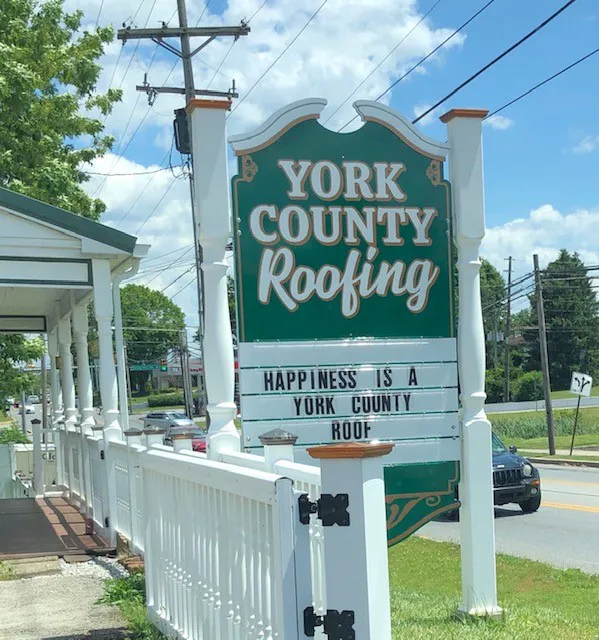 YORK
COUNTY
Roofing
HAPPINESS IS A
YORK COUNTY
ROOF